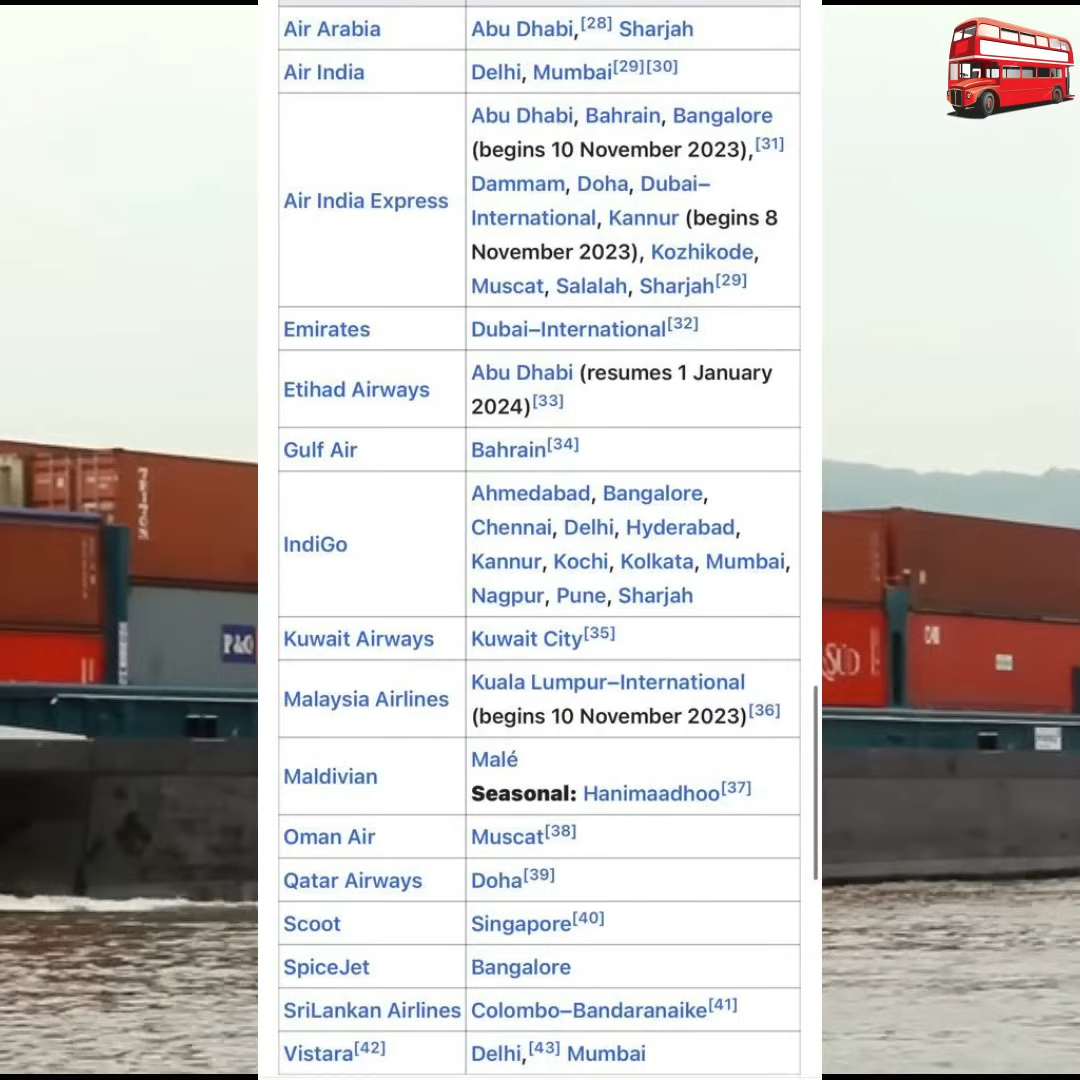 Air Arabia
Abu Dhabi,[28] Sharjah
Air India
Delhi, Mumbai[29][30]
Air India Express
Abu Dhabi, Bahrain, Bangalore
(begins 10 November 2023),[31]
Dammam, Doha, Dubai–
International, Kannur (begins 8
November 2023), Kozhikode,
Muscat, Salalah, Sharjah[29]
Emirates
Dubai–International[32]
Etihad Airways
Abu Dhabi (resumes 1 January
2024)[33]
Gulf Air
Bahrain[34]
IndiGo
Ahmedabad, Bangalore,
Chennai, Delhi, Hyderabad,
Kannur, Kochi, Kolkata, Mumbai,
Nagpur, Pune, Sharjah
Kuwait Airways
Kuwait City[35]
Malaysia Airlines
Kuala Lumpur–International
(begins 10 November 2023)[36]
Maldivian
Malé
Seasonal: Hanimaadhoo[37]
Oman Air
Muscat[38]
Qatar Airways
Doha[39]
Scoot
Singapore[40]
SpiceJet
Bangalore
SriLankan Airlines
Colombo–Bandaranaike[41]
Vistara[42]
Delhi,[43] Mumbai
P&O
SÜD